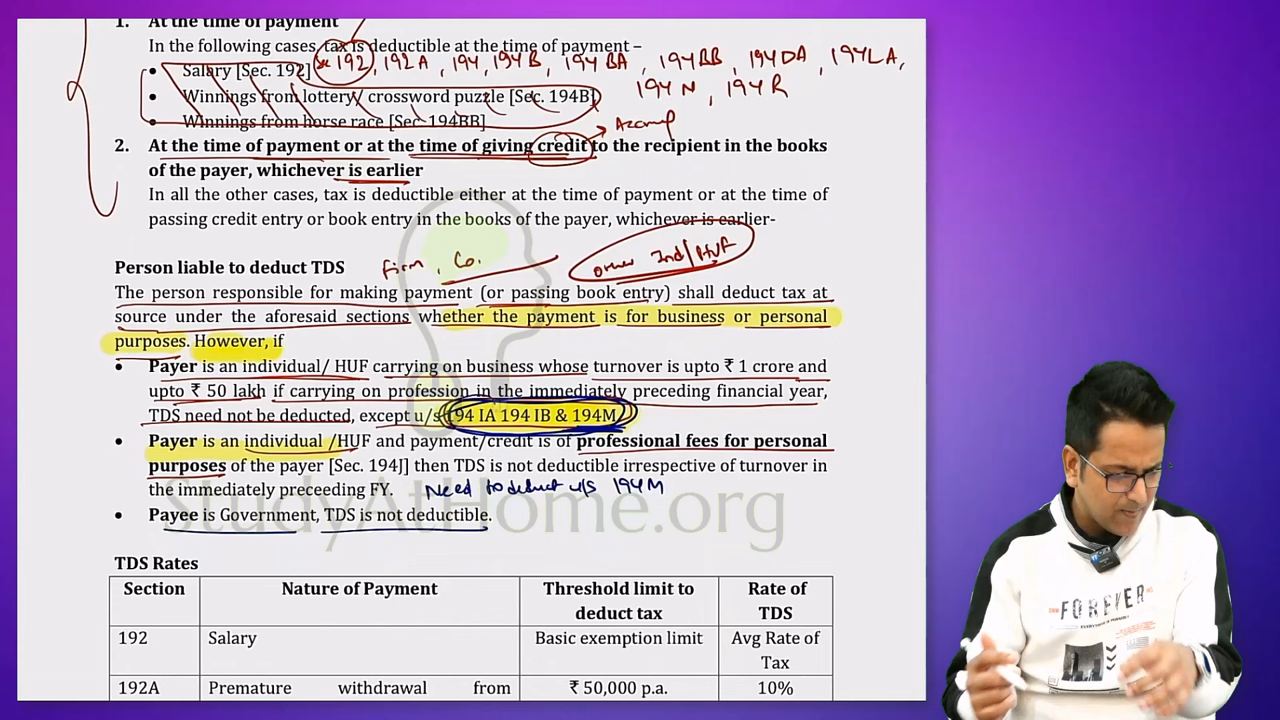 1. At the time of payment
In the following cases, tax is deductible at the time of payment –
• Salary [Sec. 192] Sec 192, 192A, 194, 194B, 194BA, 194BB, 194DA, 194LA,
194N, 194R
• Winnings from lottery/ crossword puzzle [Sec. 194B]
• Winnings from horse race [Sec. 194BB]
2. At the time of payment or at the time of giving credit to the recipient in the books
of the payer, whichever is earlier
In all the other cases, tax is deductible either at the time of payment or at the time of
passing credit entry or book entry in the books of the payer, whichever is earlier-
Person liable to deduct TDS Firm, Co. other Ind/HUF
The person responsible for making payment (or passing book entry) shall deduct tax at
source under the aforesaid sections whether the payment is for business or personal
purposes. However, if
• Payer is an individual/ HUF carrying on business whose turnover is upto ₹ 1 crore and
upto ₹ 50 lakh if carrying on profession in the immediately preceding financial year,
TDS need not be deducted, except u/s 194 IA 194 IB & 194M
• Payer is an individual /HUF and payment/credit is of professional fees for personal
purposes of the payer [Sec. 194J] then TDS is not deductible irrespective of turnover in
the immediately preceeding FY. Need to deduct u/s 194M
• Payee is Government, TDS is not deductible.
StudyAtHome.org
TDS Rates
Section Nature of Payment Threshold limit to deduct tax Rate of TDS
192 Salary Basic exemption limit Avg Rate of Tax
192A Premature withdrawal from ₹ 50,000 p.a. 10%
FOREVER